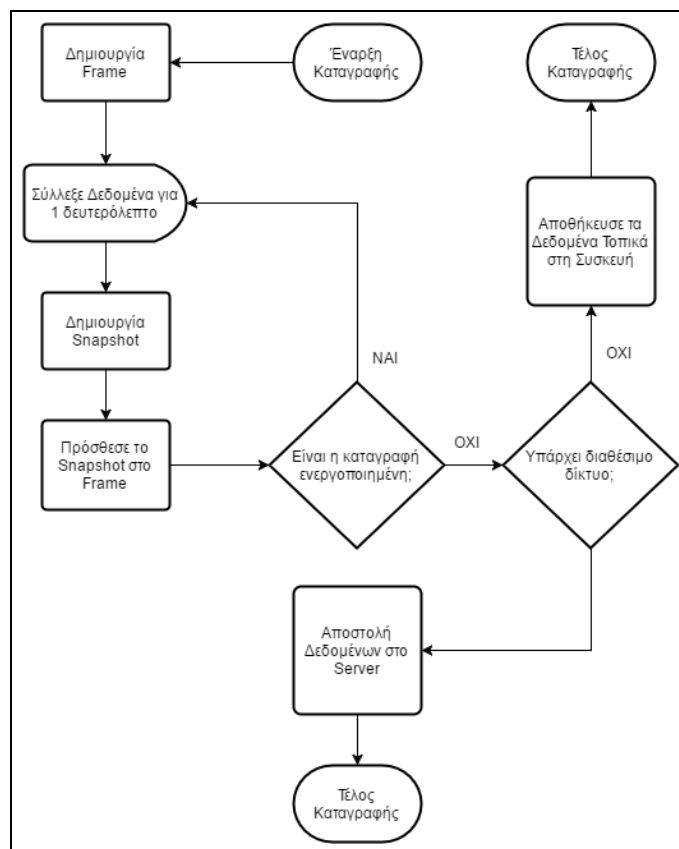 Έναρξη
Καταγραφής
Δημιουργία
Frame
Σύλλεξε Δεδομένα για
1 δευτερόλεπτο
Δημιουργία
Snapshot
Πρόσθεσε το
Snapshot στο
Frame
Είναι η καταγραφή
ενεργοποιημένη;
ΝΑΙ
ΟΧΙ
Υπάρχει διαθέσιμο
δίκτυο;
ΟΧΙ
Αποθήκευσε τα
Δεδομένα Τοπικά
στη Συσκευή
Τέλος
Καταγραφής
Αποστολή
Δεδομένων στο
Server
Τέλος
Καταγραφής